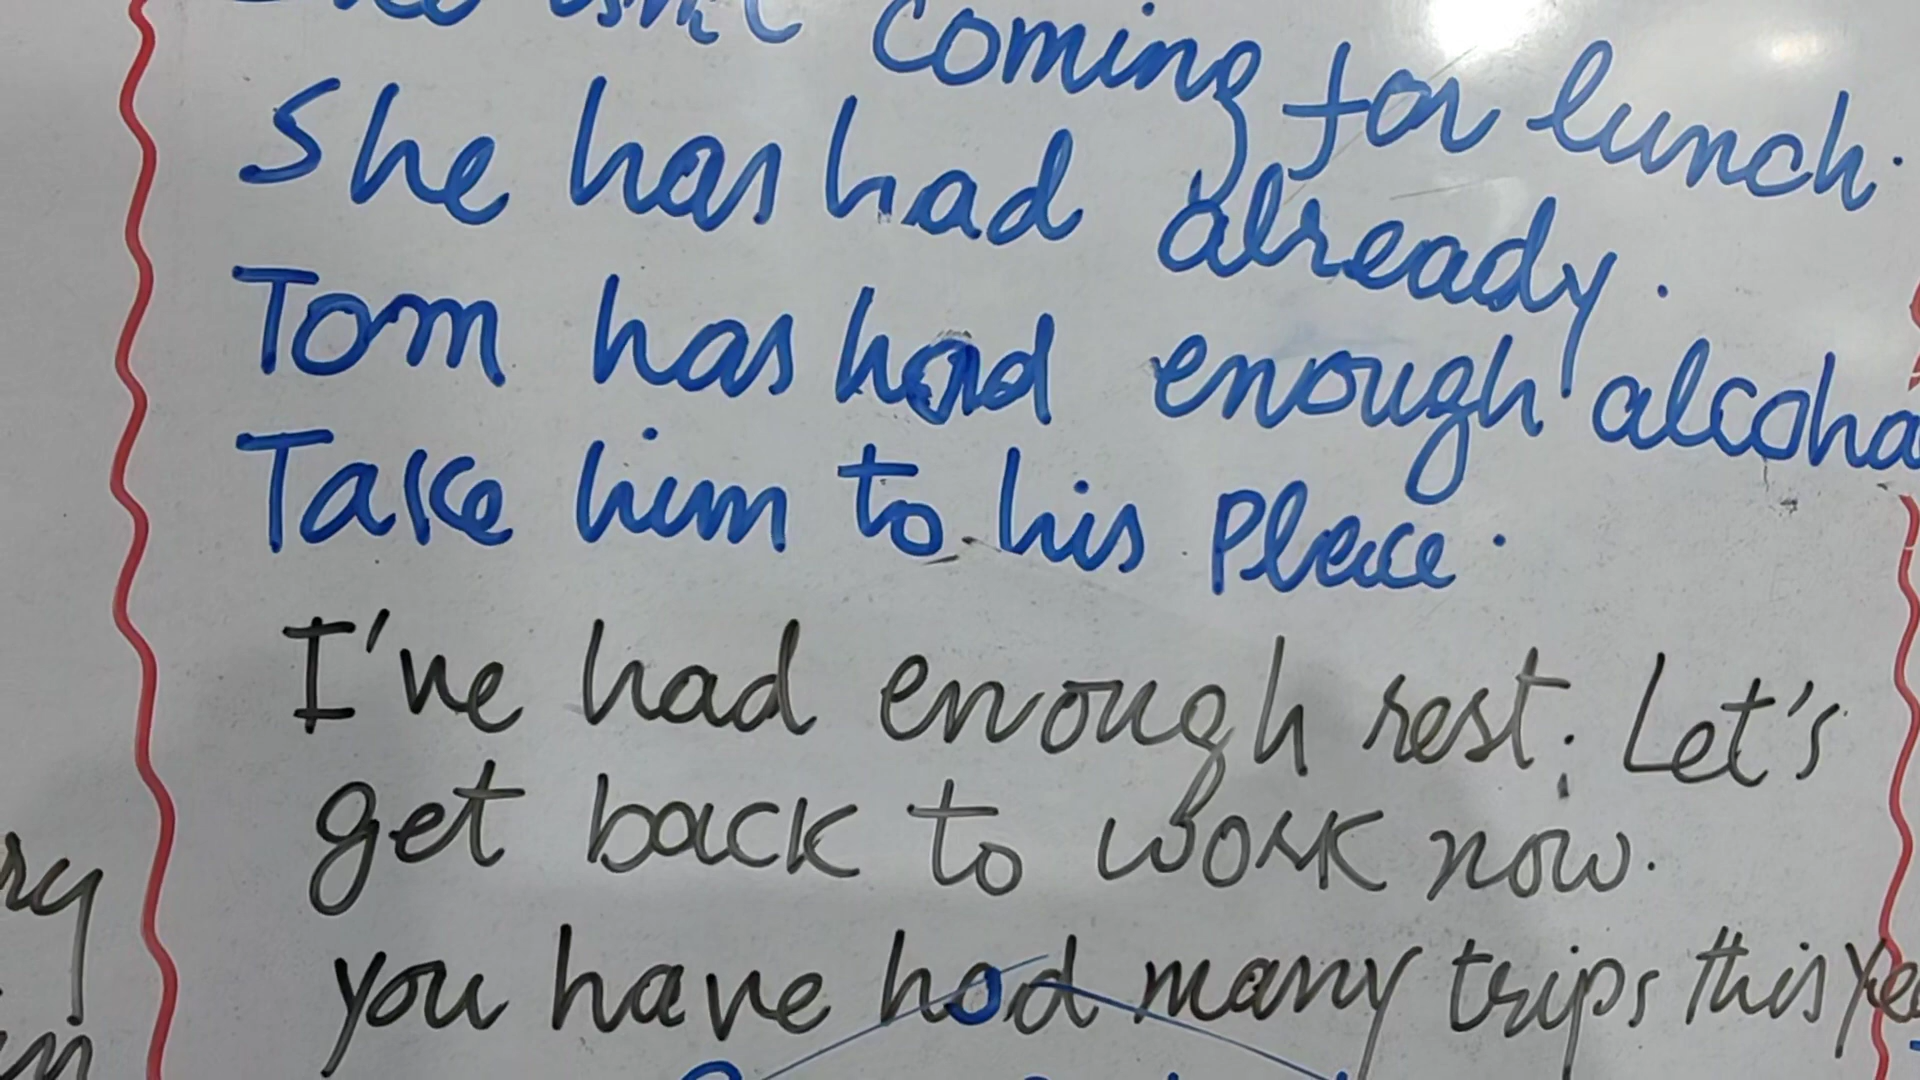 coming for lunch.
She has had already.
Tom has had enough
Take him to his Place.
I've had enough rest. Let's
get back to work now.
you have had many trips this